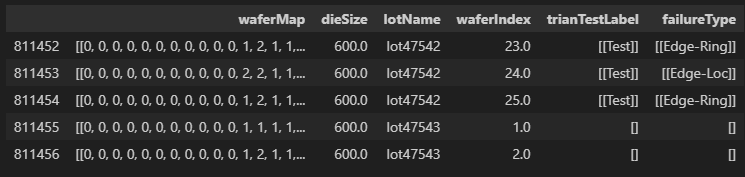 waferMap dieSize lotName waferIndex trianTestLabel failureType
811452 [[0, 0, 0, 0, 0, 0, 0, 0, 0, 0, 0, 1, 2, 1, 1,... 600.0 lot47542 23.0 [[Test]] [[Edge-Ring]]
811453 [[0, 0, 0, 0, 0, 0, 0, 0, 0, 0, 0, 2, 2, 1, 1,... 600.0 lot47542 24.0 [[Test]] [[Edge-Loc]]
811454 [[0, 0, 0, 0, 0, 0, 0, 0, 0, 0, 0, 1, 2, 1, 1,... 600.0 lot47542 25.0 [[Test]] [[Edge-Ring]]
811455 [[0, 0, 0, 0, 0, 0, 0, 0, 0, 0, 0, 1, 1, 1, 1,... 600.0 lot47543 1.0 [] []
811456 [[0, 0, 0, 0, 0, 0, 0, 0, 0, 0, 0, 1, 2, 1, 1,... 600.0 lot47543 2.0 [] []